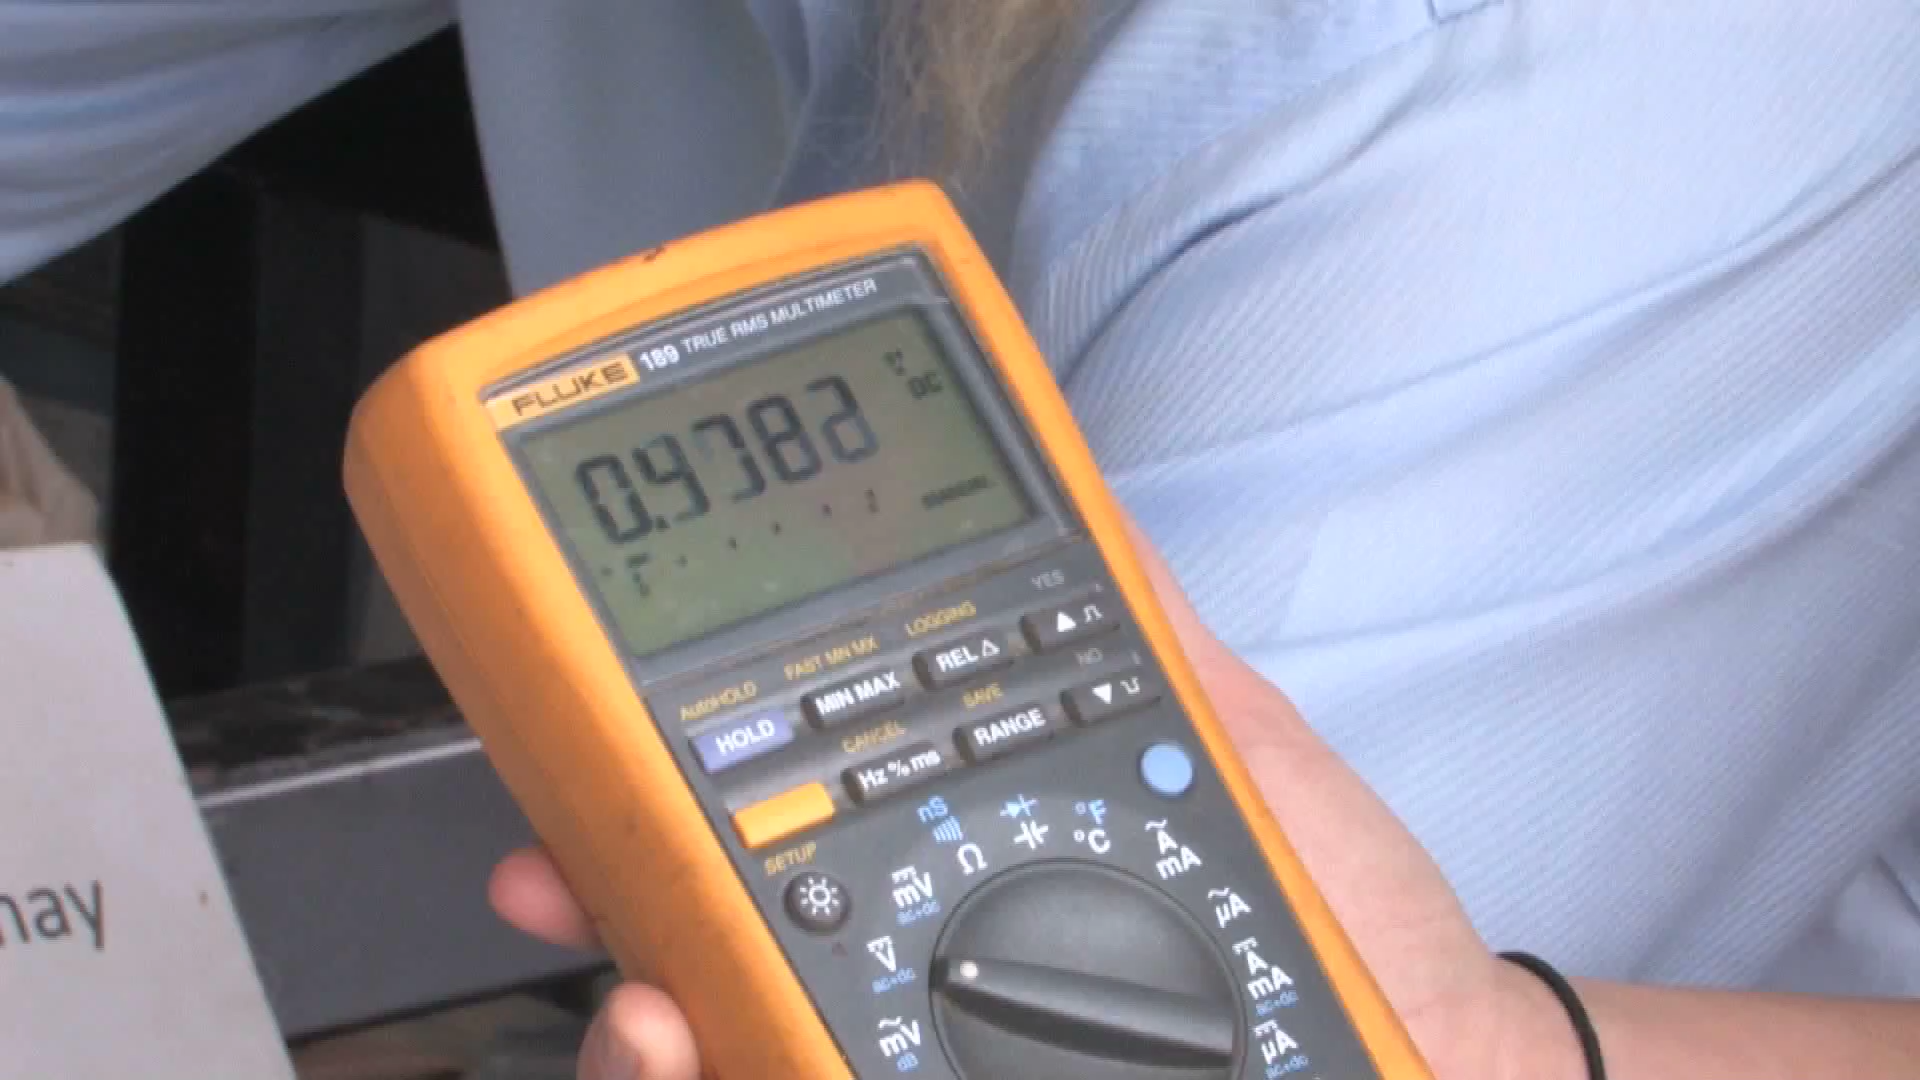 FLUKE 189 TRUE RMS MULTIMETER
V
DC
Manual
YES
LOGGING
FAST MN MX
AutoHOLD
REL △
MIN MAX
HOLD
NO
SAVE
CANCEL
RANGE
Hz % ms
SETUP
nS
Ω
°F
°C
mV
ac+dc
V
ac+dc
mV
dB
A
mA
µA
A
mA
ac+dc
µA
ac+dc
nay